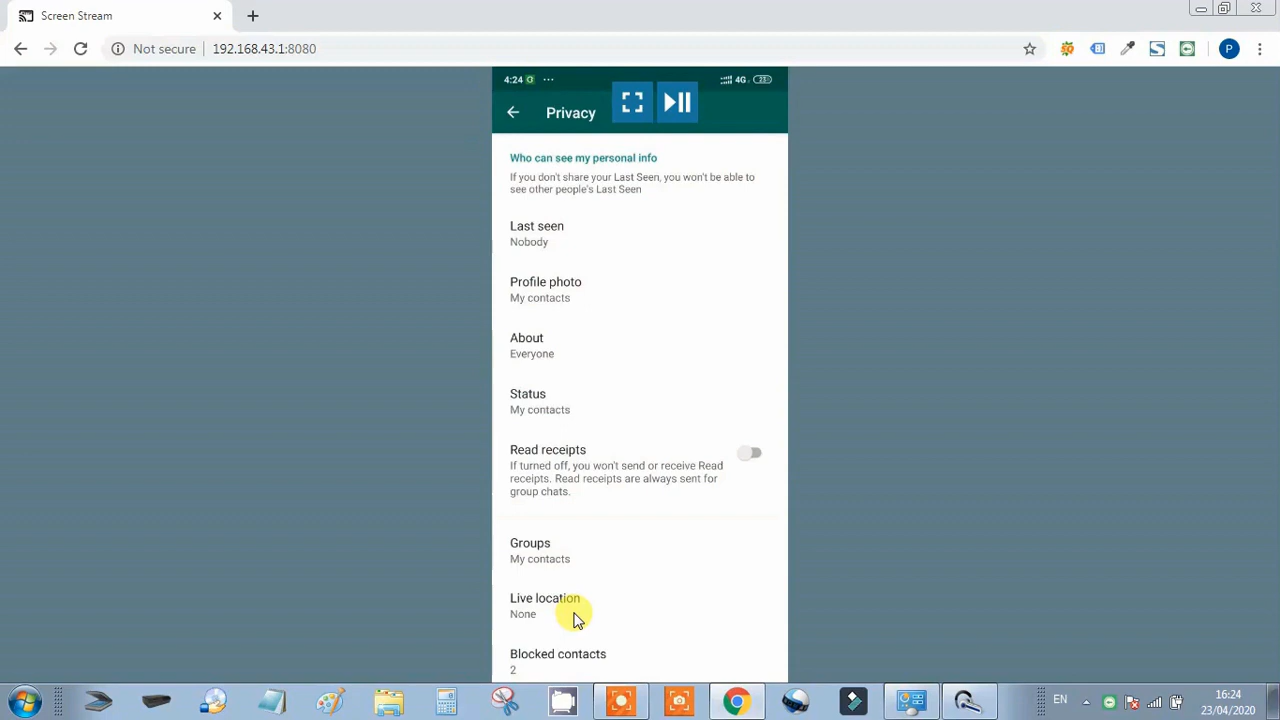 Screen Stream
Not secure
192.168.43.1:8080
P
4:24
4G
23
Privacy
Who can see my personal info
If you don't share your Last Seen, you won't be able to
see other people's Last Seen
Last seen
Nobody
Profile photo
My contacts
About
Everyone
Status
My contacts
Read receipts
If turned off, you won't send or receive Read
receipts. Read receipts are always sent for
group chats.
Groups
My contacts
Live location
None
Blocked contacts
2
EN
16:24
23/04/2020